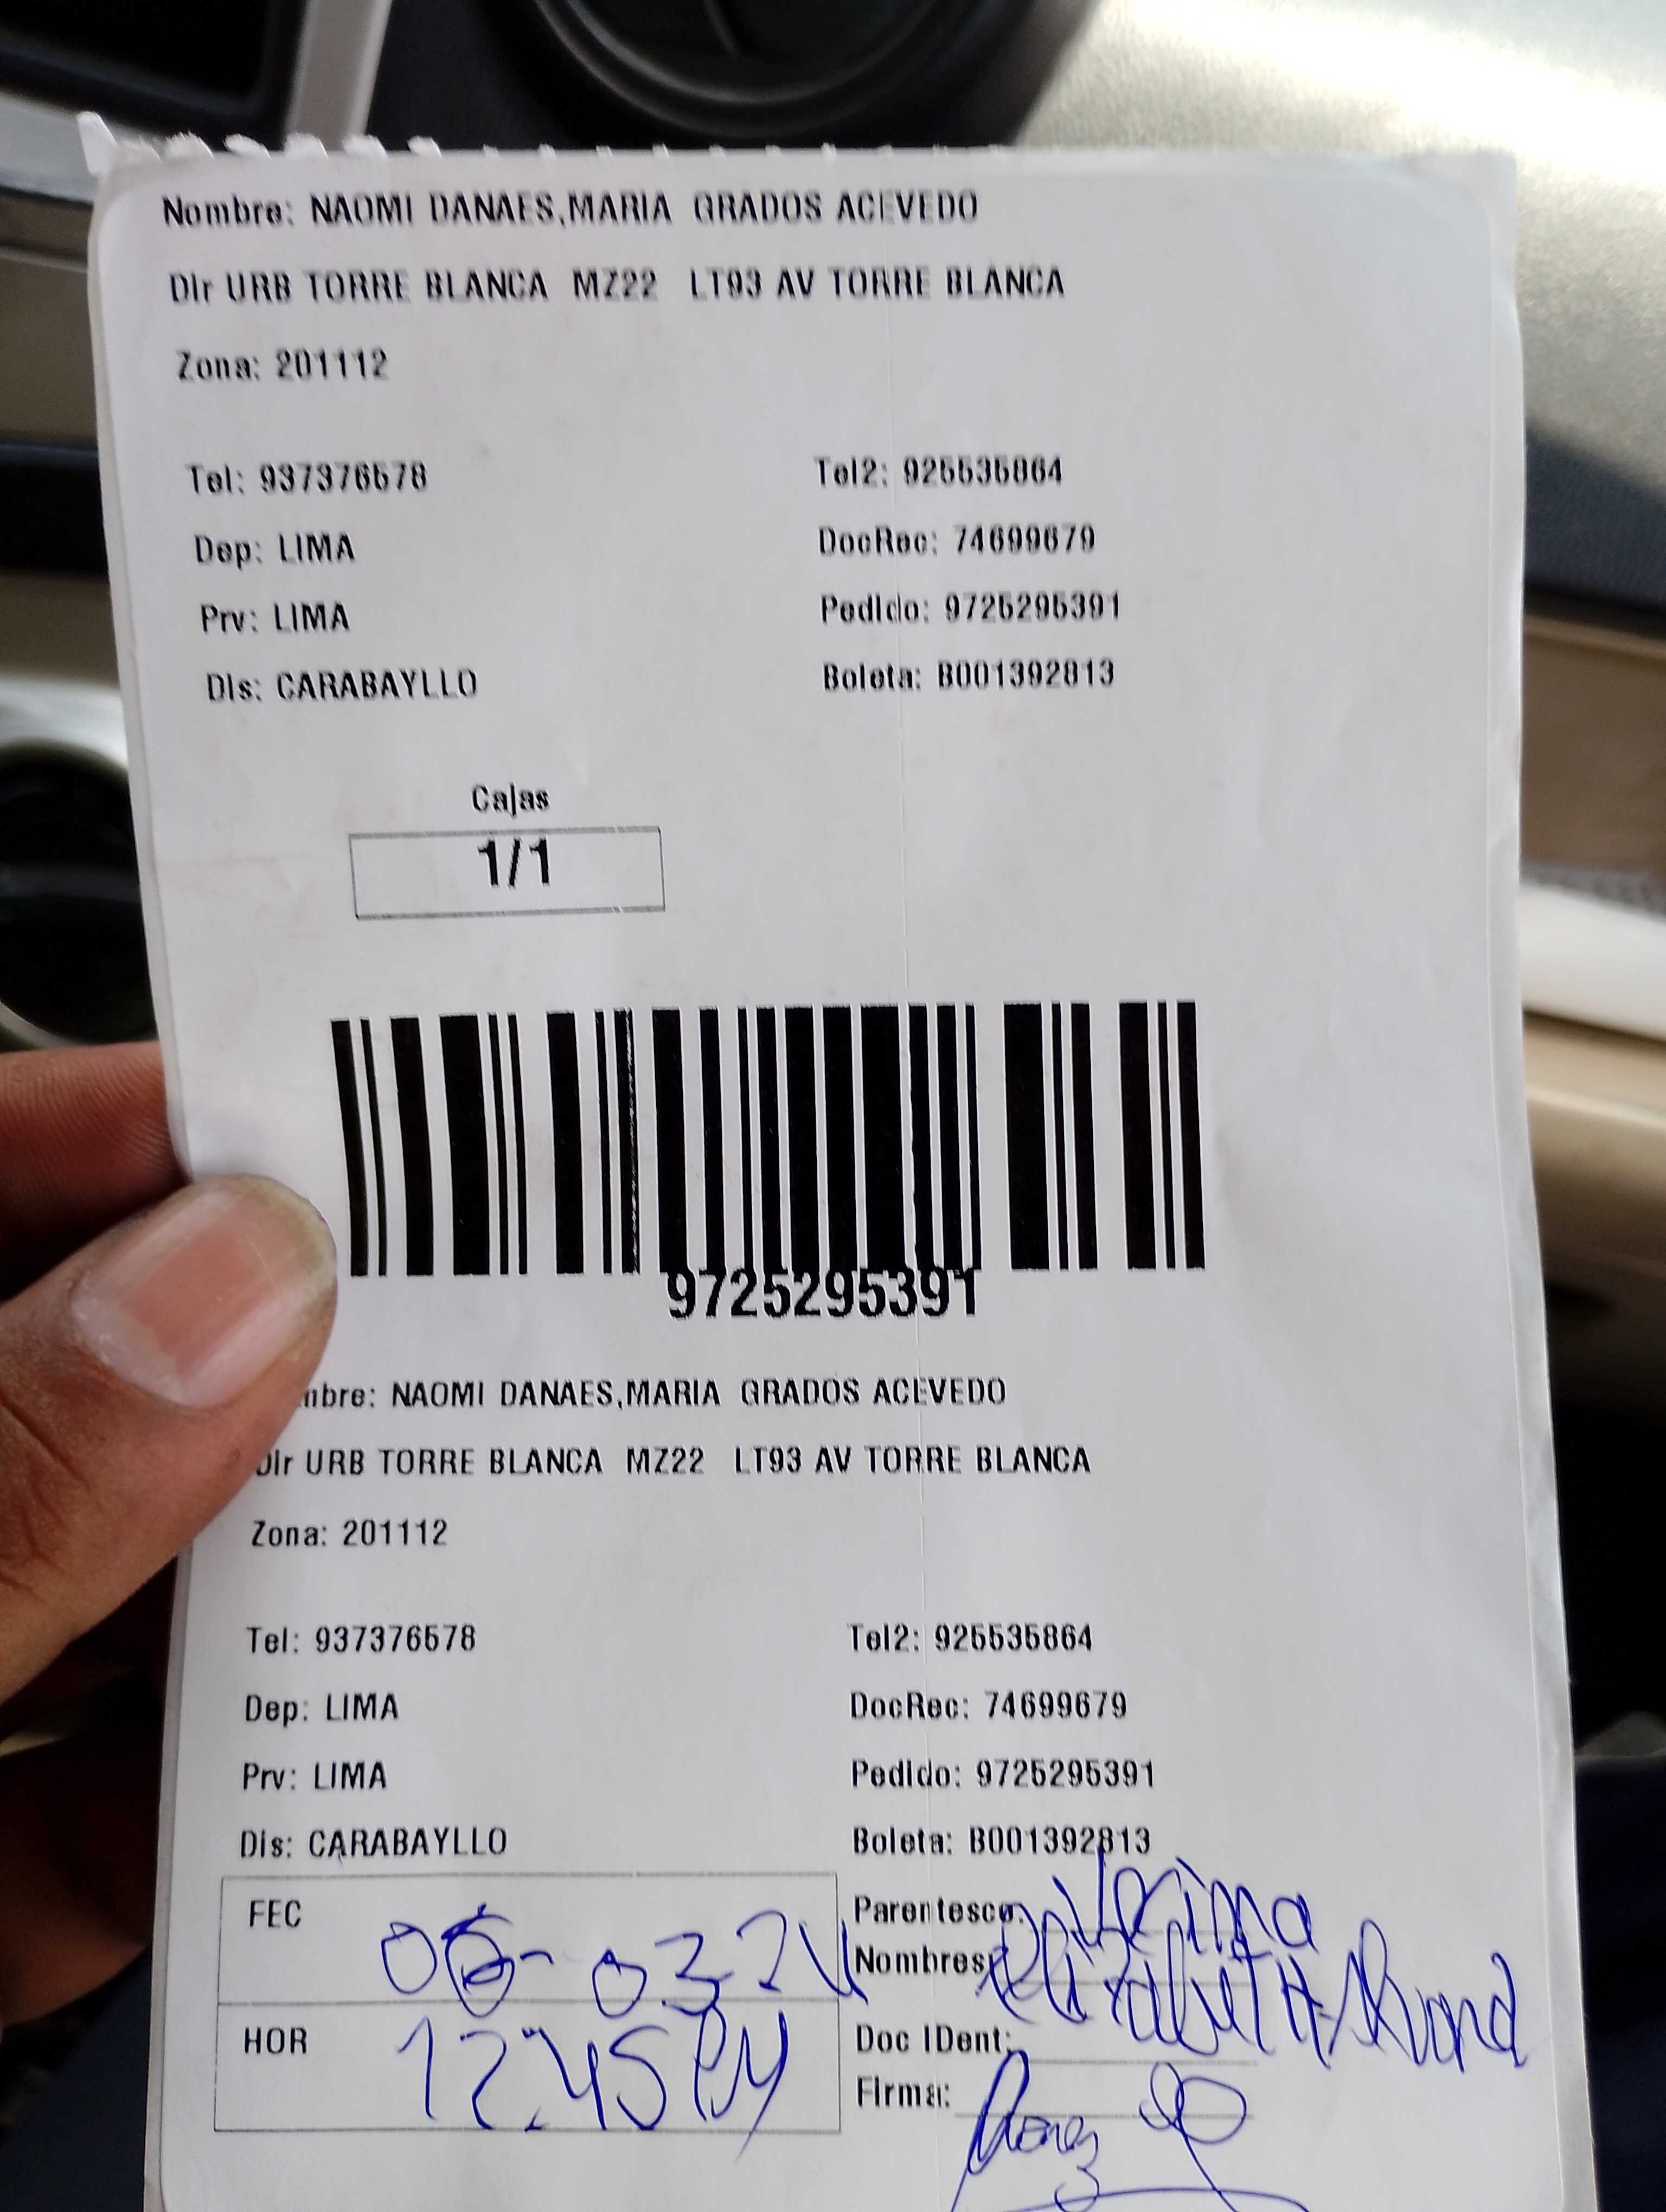 Nombre: NAOMI DANAES,MARIA GRADOS ACEVEDO
Dir URB TORRE BLANCA MZ22 LT93 AV TORRE BLANCA
Zona: 201112
Tel: 937376578 Tel2: 925535864
Dep: LIMA DocRec: 74699679
Prv: LIMA Pedido: 9725295391
Dis: CARABAYLLO Boleta: B001392813
Cajas
1/1
9725295391
mbre: NAOMI DANAES,MARIA GRADOS ACEVEDO
Dir URB TORRE BLANCA MZ22 LT93 AV TORRE BLANCA
Zona: 201112
Tel: 937376578 Tel2: 925535864
Dep: LIMA DocRec: 74699679
Prv: LIMA Pedido: 9725295391
Dis: CARABAYLLO Boleta: B001392813
FEC Parentesco:
Nombres
HOR 12:45 PM Doc IDent:
Firma: